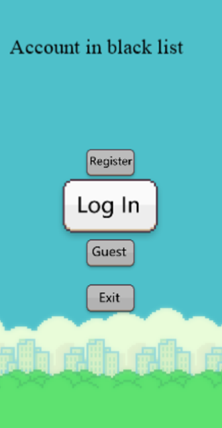 Account in black list
Register
Log In
Guest
Exit